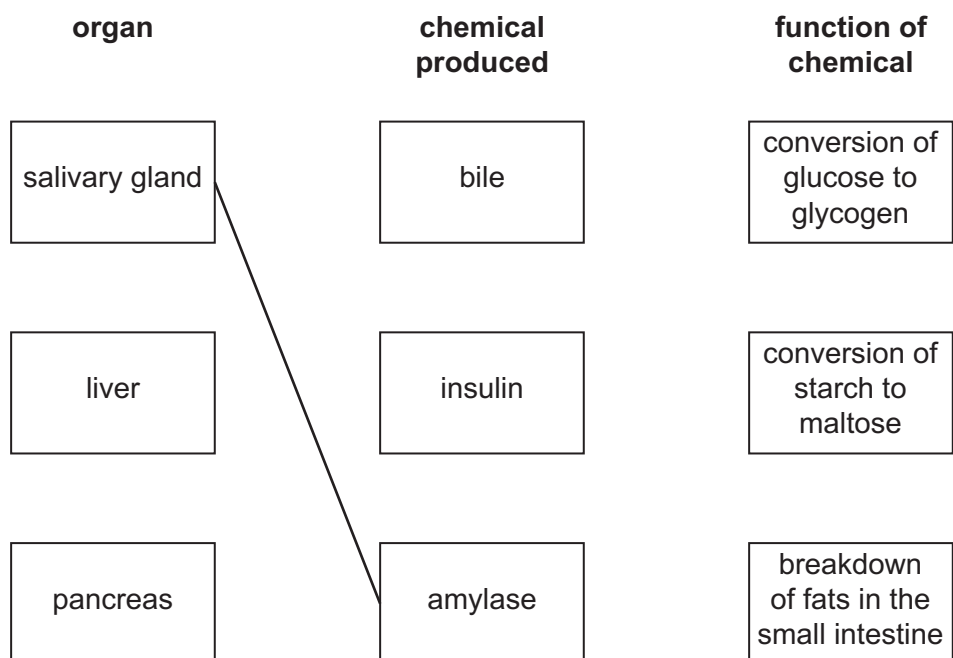 organ
chemical
produced
function of
chemical
salivary gland
bile
conversion of
glucose to
glycogen
liver
insulin
conversion of
starch to
maltose
pancreas
amylase
breakdown
of fats in the
small intestine